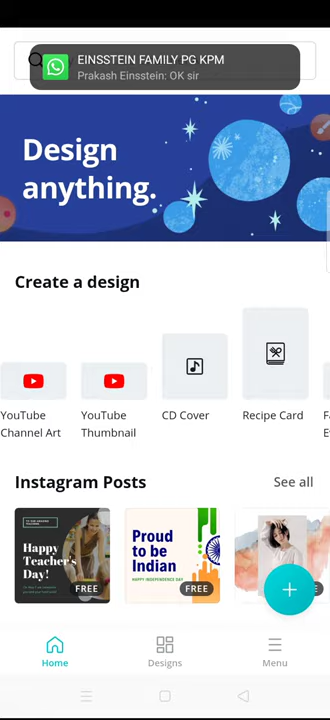 EINSSTEIN FAMILY PG KPM
Prakash Einsstein: OK sir
Design
anything.
Create a design
YouTube
Channel Art
YouTube
Thumbnail
CD Cover
Recipe Card
Instagram Posts
See all
Happy
Teacher's
Day!
FREE
Proud
to be
Indian
HAPPY INDEPENDENCE DAY
FREE
Home
Designs
Menu